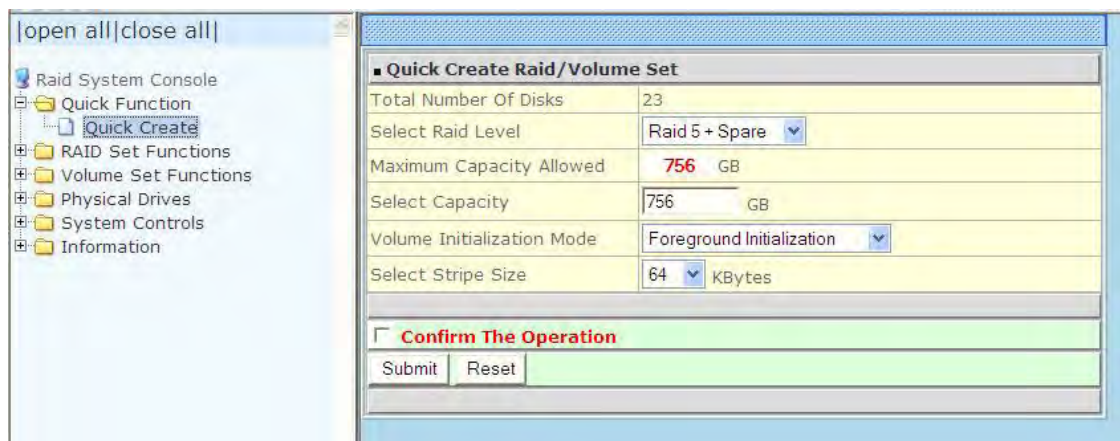 |open all|close all|
Raid System Console
Quick Function
Quick Create
RAID Set Functions
Volume Set Functions
Physical Drives
System Controls
Information
Quick Create Raid/Volume Set
Total Number Of Disks 23
Select Raid Level Raid 5 + Spare
Maximum Capacity Allowed 756 GB
Select Capacity 756 GB
Volume Initialization Mode Foreground Initialization
Select Stripe Size 64 KBytes
Confirm The Operation
Submit Reset